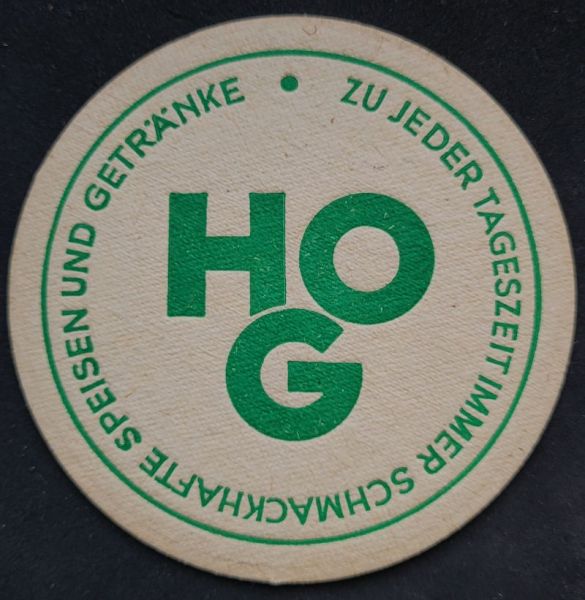 ZU JEDER TAGESZEIT IMMER SCHMACKHAFTE SPEISEN UND GETRÄNKE •
HO
G